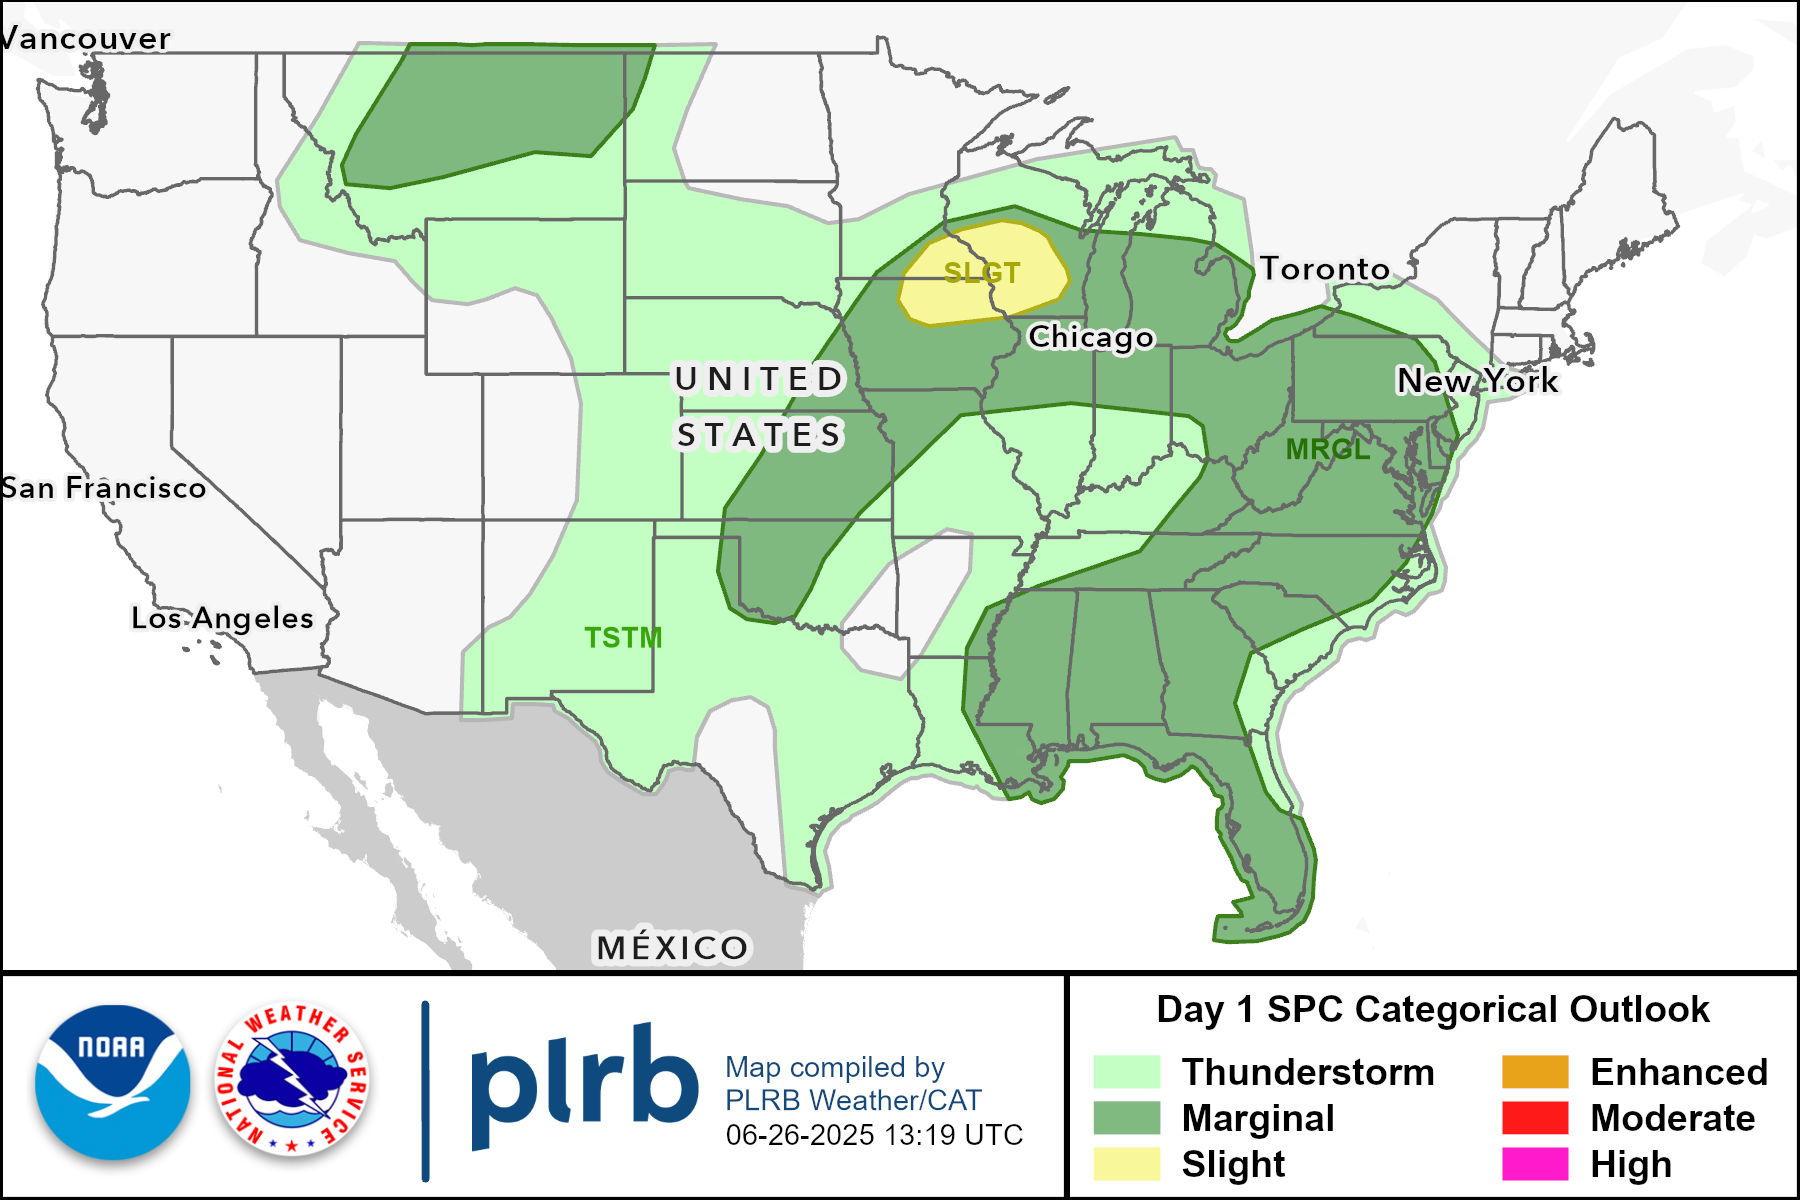 Vancouver
SLGT
Toronto
Chicago
UNITED
STATES
New York
MRGL
San Francisco
Los Angeles
TSTM
MÉXICO
NOAA
NATIONAL WEATHER SERVICE
plrb
Map compiled by
PLRB Weather/CAT
06-26-2025 13:19 UTC
Day 1 SPC Categorical Outlook
Thunderstorm
Marginal
Slight
Enhanced
Moderate
High